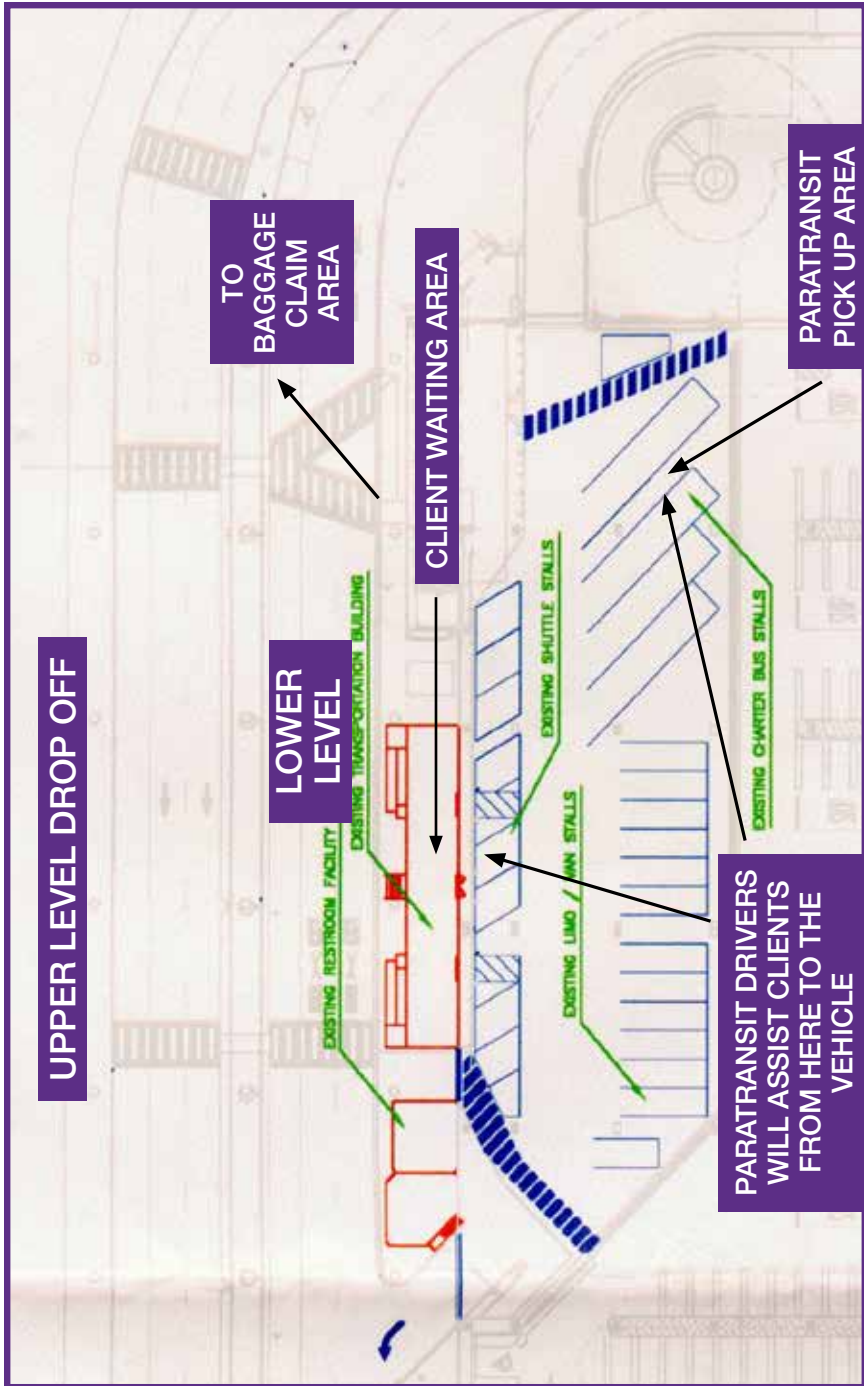 UPPER LEVEL DROP OFF
TO
BAGGAGE
CLAIM
AREA
LOWER
LEVEL
EXISTING RESTROOM FACILITY
EXISTING TRANSPORTATION BUILDING
CLIENT WAITING AREA
EXISTING SHUTTLE STALLS
EXISTING LIMO / VAN STALLS
EXISTING CHARTER BUS STALLS
PARATRANSIT DRIVERS
WILL ASSIST CLIENTS
FROM HERE TO THE
VEHICLE
PARATRANSIT
PICK UP AREA